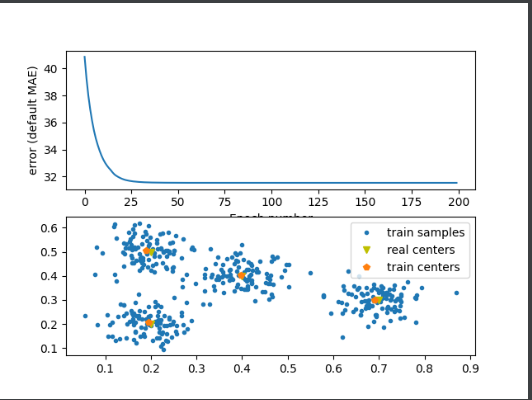 error (default MAE)
40
38
36
34
32
0 25 50 75 100 125 150 175 200
Epoch number
0.6
0.5
0.4
0.3
0.2
0.1
train samples
real centers
train centers
0.1 0.2 0.3 0.4 0.5 0.6 0.7 0.8 0.9